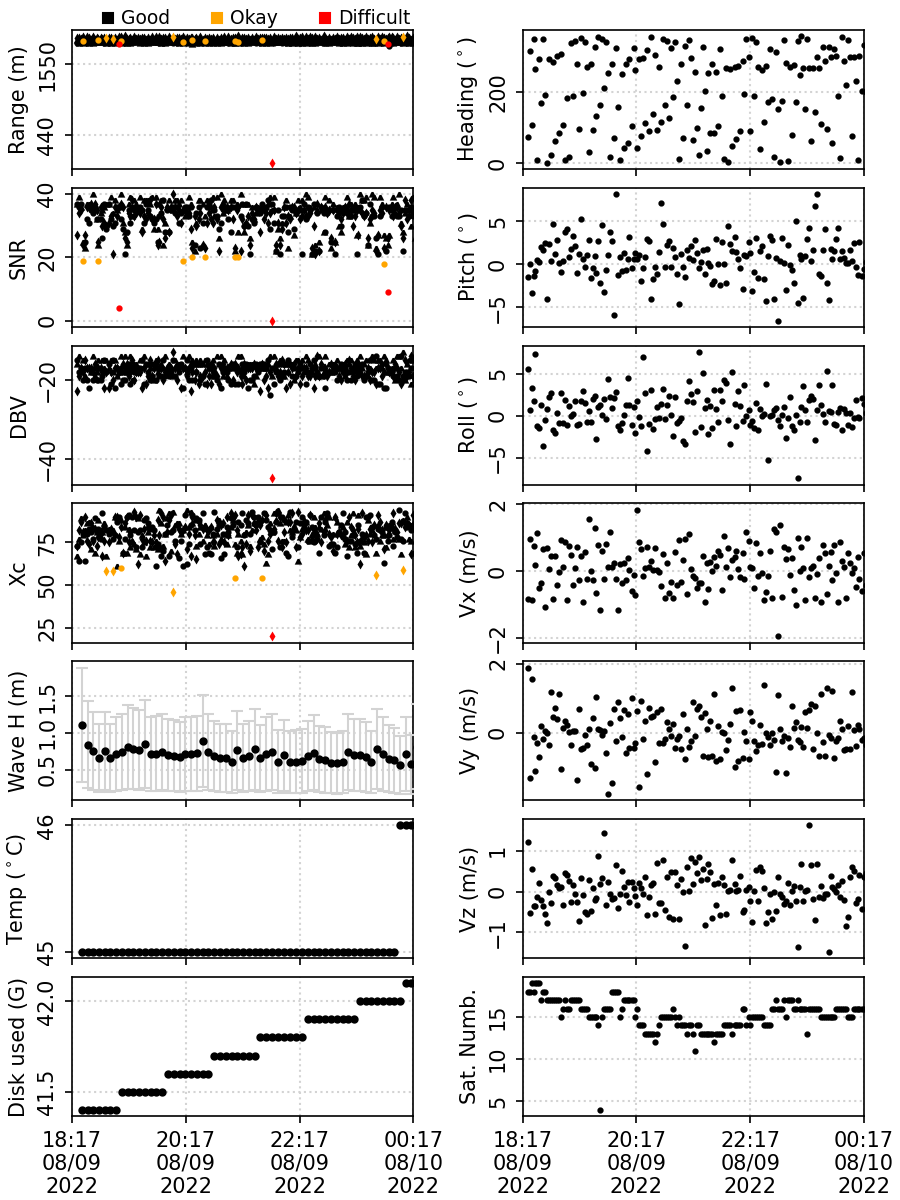 Good Okay Difficult
Range (m)
1550
440
Heading (°)
200
0
SNR
40
20
0
Pitch (°)
5
0
−5
DBV
−20
−40
Roll (°)
5
0
−5
Xc
75
50
25
Vx (m/s)
2
0
−2
Wave H (m)
1.5
1.0
0.5
Vy (m/s)
2
0
Temp (°C)
46
45
Vz (m/s)
1
0
−1
Disk used (G)
42.0
41.5
Sat. Numb.
15
10
5
18:17 20:17 22:17 00:17 18:17 20:17 22:17 00:17
08/09 08/09 08/09 08/10 08/09 08/09 08/09 08/10
2022 2022 2022 2022 2022 2022 2022 2022